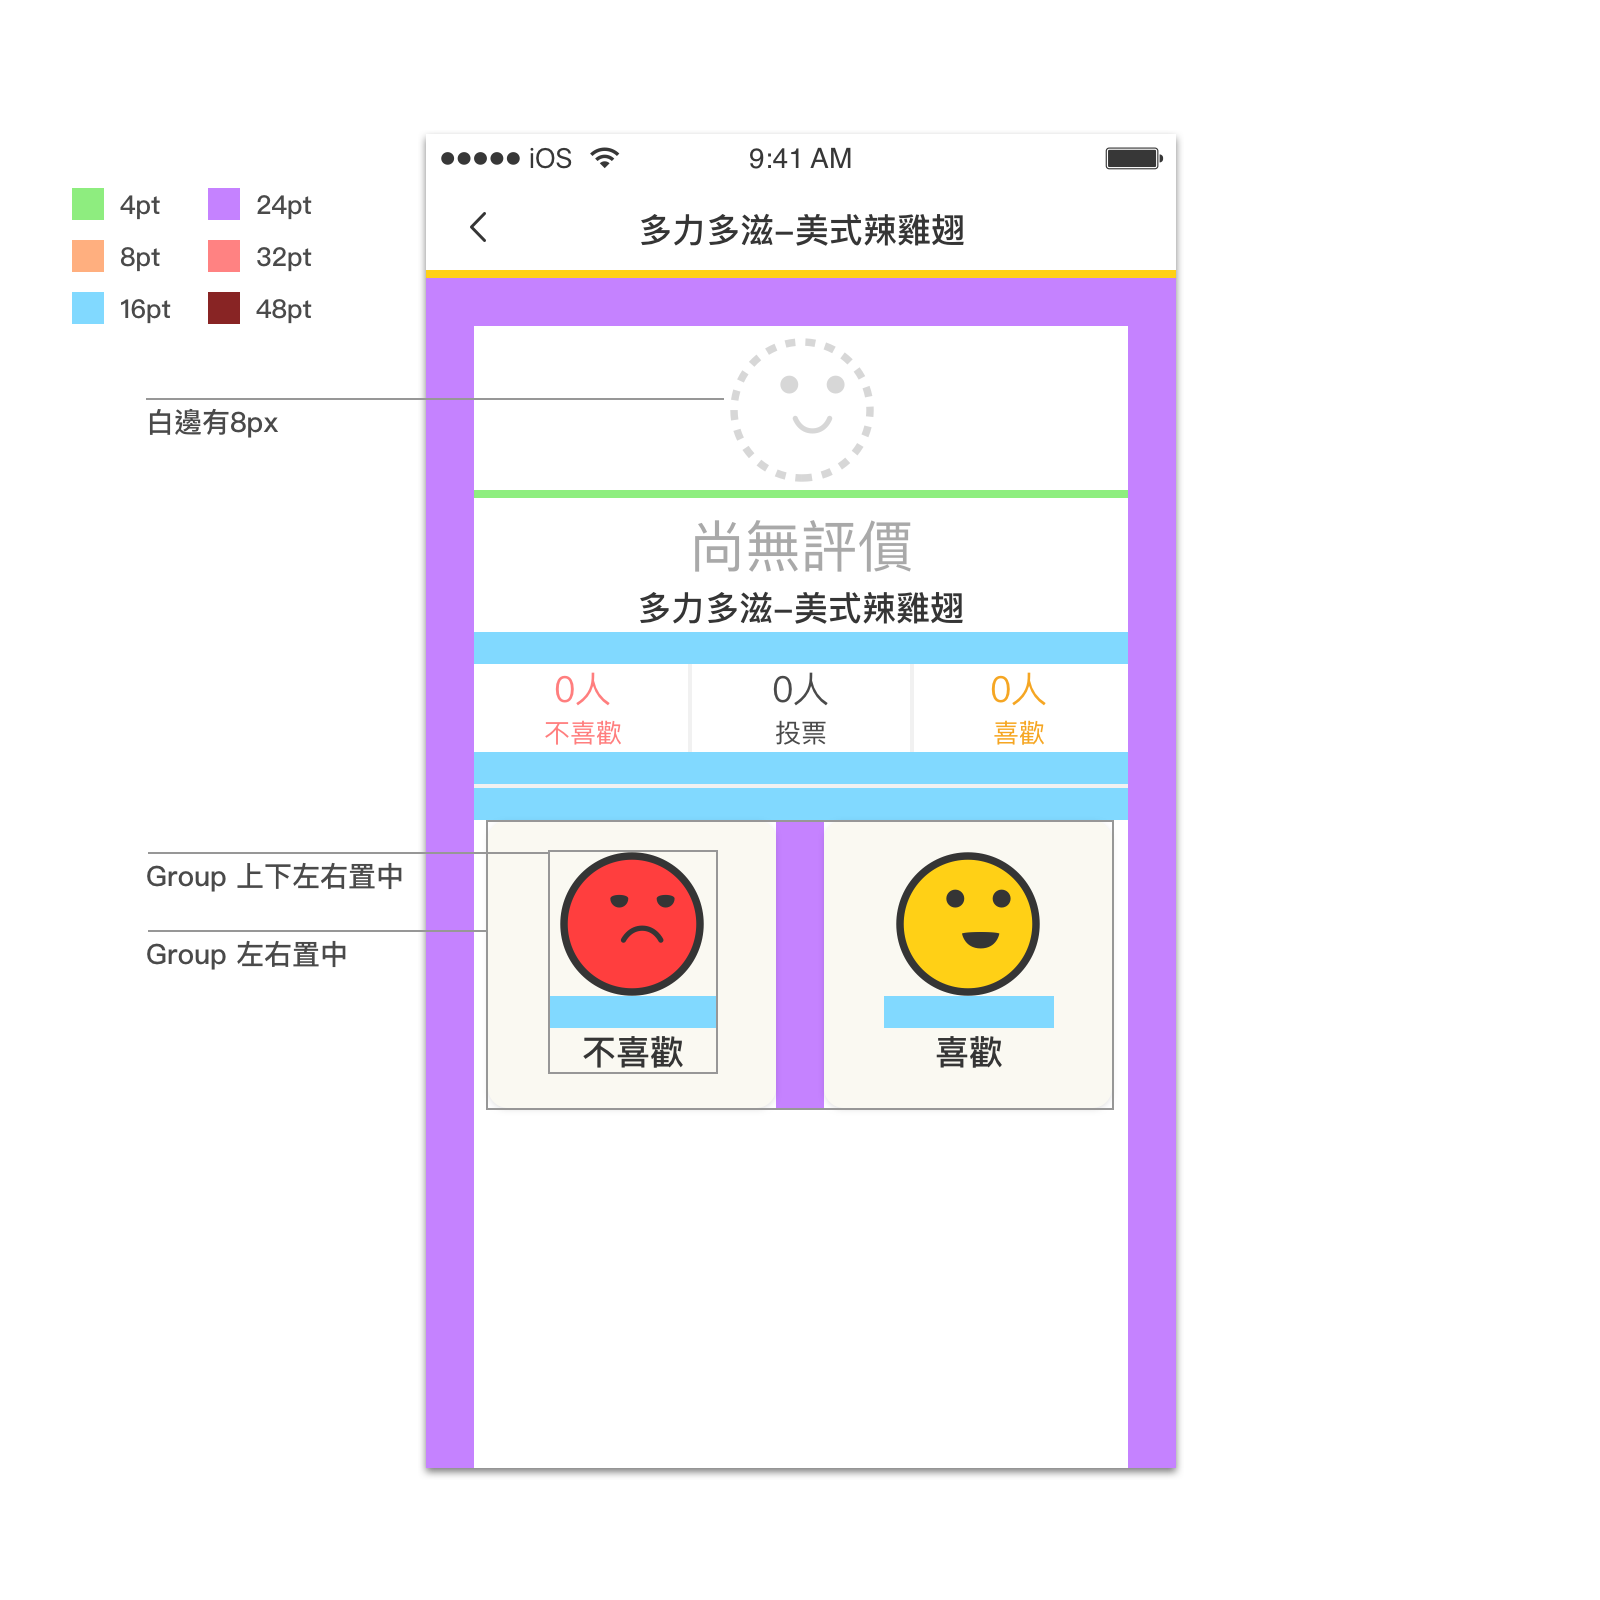 iOS 9:41 AM
多力多滋–美式辣雞翅
4pt 24pt
8pt 32pt
16pt 48pt
白邊有8px
尚無評價
多力多滋–美式辣雞翅
0人 0人 0人
不喜歡 投票 喜歡
Group 上下左右置中
Group 左右置中
不喜歡 喜歡